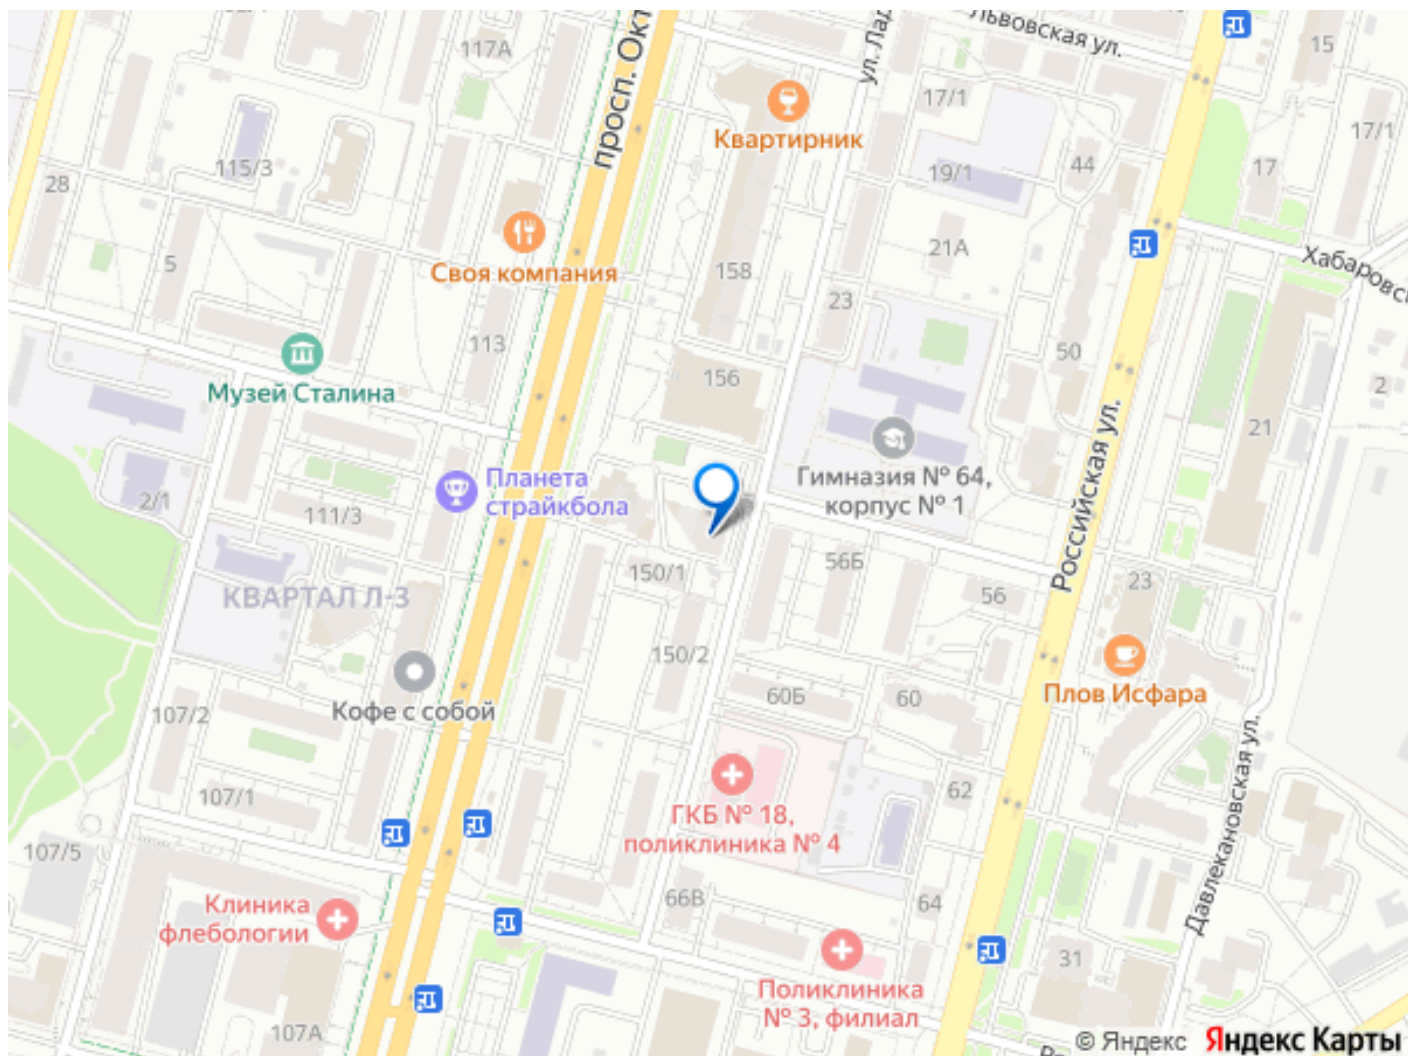 117А
просп. Окт
ул. Лад
Львовская ул.
15
17/1
Квартирник
17/1
28
115/3
19/1
44
17
5
Своя компания
158
21А
Хабаровс
23
113
Музей Сталина
156
50
2
21
Российская ул.
Гимназия № 64,
корпус № 1
Планета
страйкбола
2/1
111/3
150/1
56Б
56
23
КВАРТАЛ Л-3
150/2
60Б
60
Плов Исфара
107/2
Кофе с собой
107/1
ГКБ № 18,
поликлиника № 4
62
Давлекановская ул.
107/5
Клиника
флебологии
66В
64
31
Поликлиника
№ 3, филиал
107А
© Яндекс Яндекс Карты